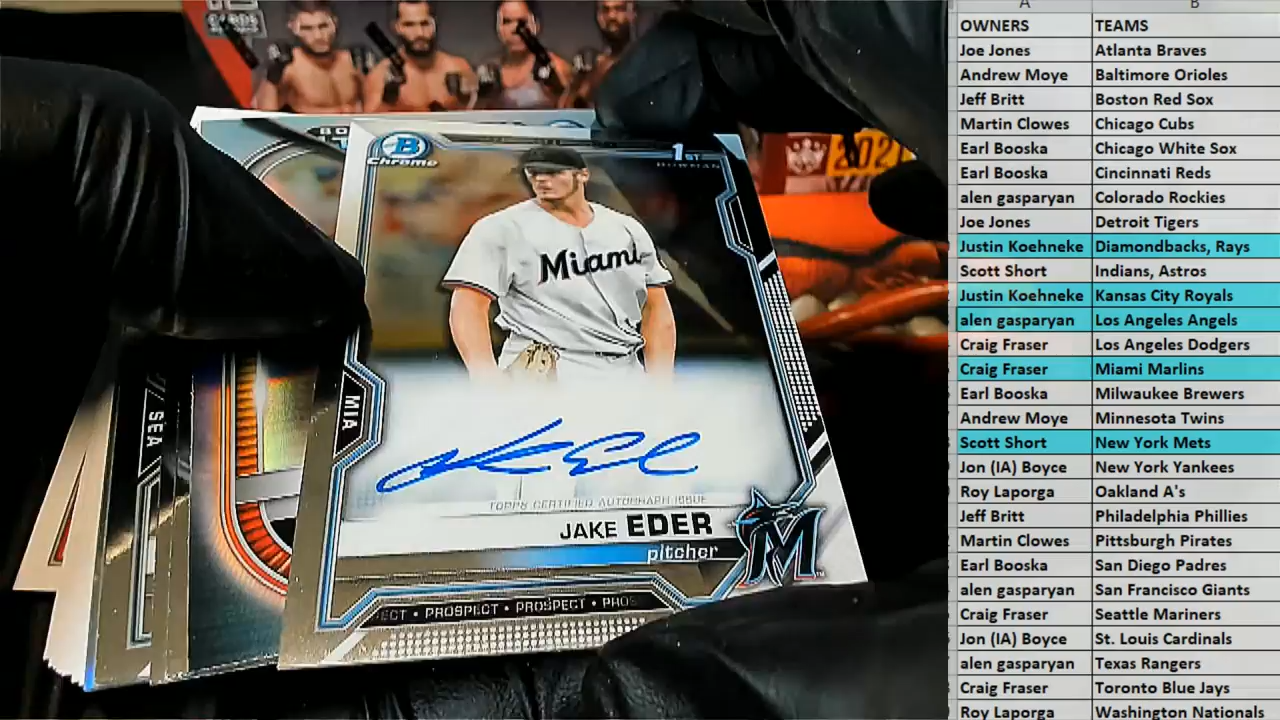 B
Chrome
1ST
BOWMAN
Miami
MIA
SEA
TOPPS CERTIFIED AUTOGRAPH ISSUE
JAKE EDER
pitcher
M
PROSPECT • PROSPECT
2021
A B
OWNERS TEAMS
Joe Jones Atlanta Braves
Andrew Moye Baltimore Orioles
Jeff Britt Boston Red Sox
Martin Clowes Chicago Cubs
Earl Booska Chicago White Sox
Earl Booska Cincinnati Reds
alen gasparyan Colorado Rockies
Joe Jones Detroit Tigers
Justin Koehneke Diamondbacks, Rays
Scott Short Indians, Astros
Justin Koehneke Kansas City Royals
alen gasparyan Los Angeles Angels
Craig Fraser Los Angeles Dodgers
Craig Fraser Miami Marlins
Earl Booska Milwaukee Brewers
Andrew Moye Minnesota Twins
Scott Short New York Mets
Jon (IA) Boyce New York Yankees
Roy Laporga Oakland A's
Jeff Britt Philadelphia Phillies
Martin Clowes Pittsburgh Pirates
Earl Booska San Diego Padres
alen gasparyan San Francisco Giants
Craig Fraser Seattle Mariners
Jon (IA) Boyce St. Louis Cardinals
alen gasparyan Texas Rangers
Craig Fraser Toronto Blue Jays
Roy Laporga Washington Nationals